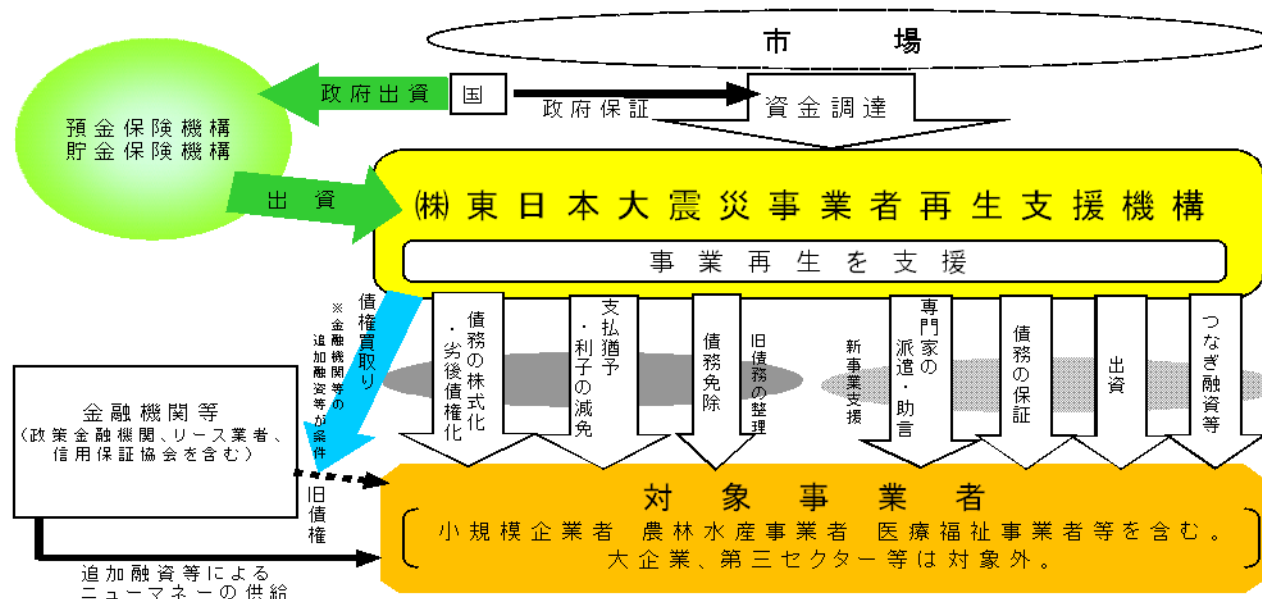 市場
政府出資
国
政府保証
資金調達
預金保険機構
貯金保険機構
出資
㈱東日本大震災事業者再生支援機構
事業再生を支援
債権買取り
※金融機関等の
追加融資等が条件
債務の株式化
・劣後債権化
支払猶予
・利子の減免
債務免除
旧債務の整理
新事業支援
専門家の
派遣・助言
債務の保証
出資
つなぎ融資等
金融機関等
(政策金融機関、リース業者、
信用保証協会を含む)
旧債権
対象事業者
小規模企業者 農林水産事業者 医療福祉事業者等を含む。
大企業、第三セクター等は対象外。
追加融資等による
ニューマネーの供給